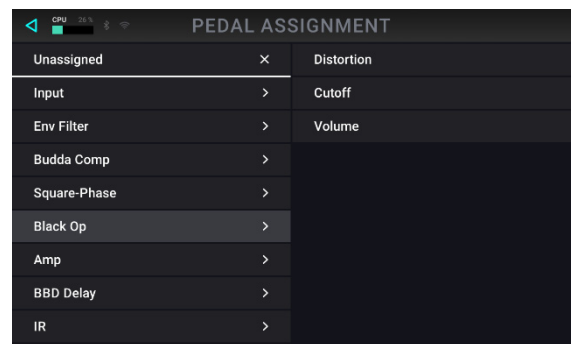 CPU 26%
PEDAL ASSIGNMENT
Unassigned
Input
Env Filter
Budda Comp
Square-Phase
Black Op
Amp
BBD Delay
IR
Distortion
Cutoff
Volume